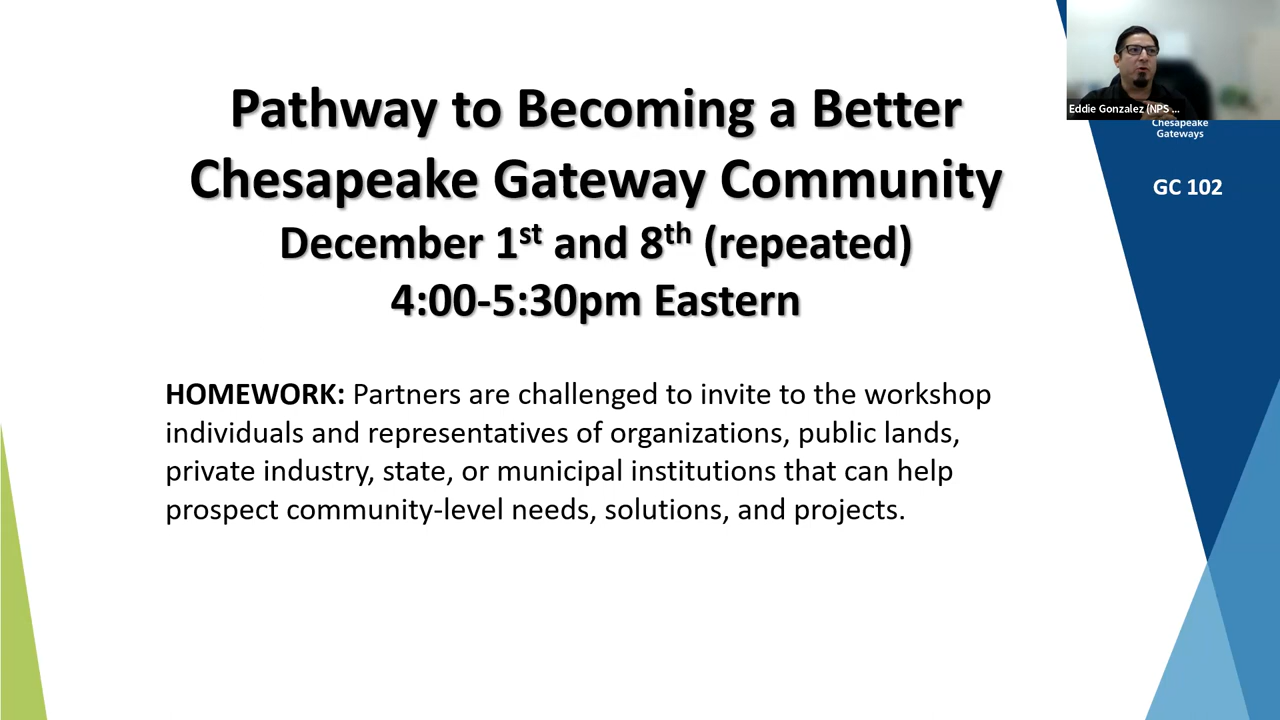 Pathway to Becoming a Better
Chesapeake Gateway Community
December 1st and 8th (repeated)
4:00-5:30pm Eastern
HOMEWORK: Partners are challenged to invite to the workshop
individuals and representatives of organizations, public lands,
private industry, state, or municipal institutions that can help
prospect community-level needs, solutions, and projects.
Eddie Gonzalez (NPS ...
Chesapeake
Gateways
GC 102